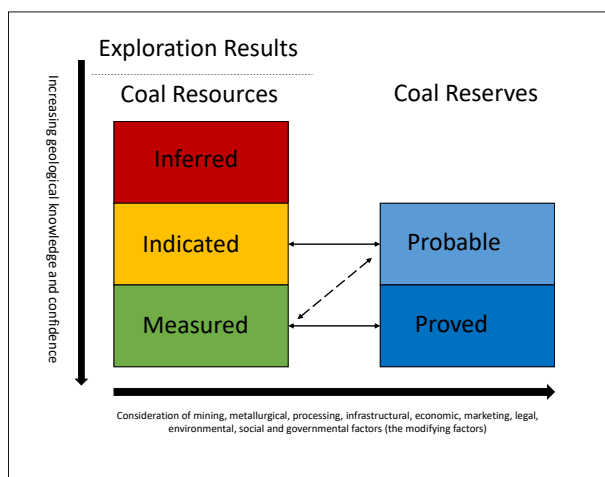 Exploration Results
Coal Resources
Coal Reserves
Increasing geological knowledge
and confidence
Inferred
Indicated
Probable
Measured
Proved
Consideration of mining, metallurgical, processing, infrastructural, economic, marketing, legal,
environmental, social and governmental factors (the modifying factors)